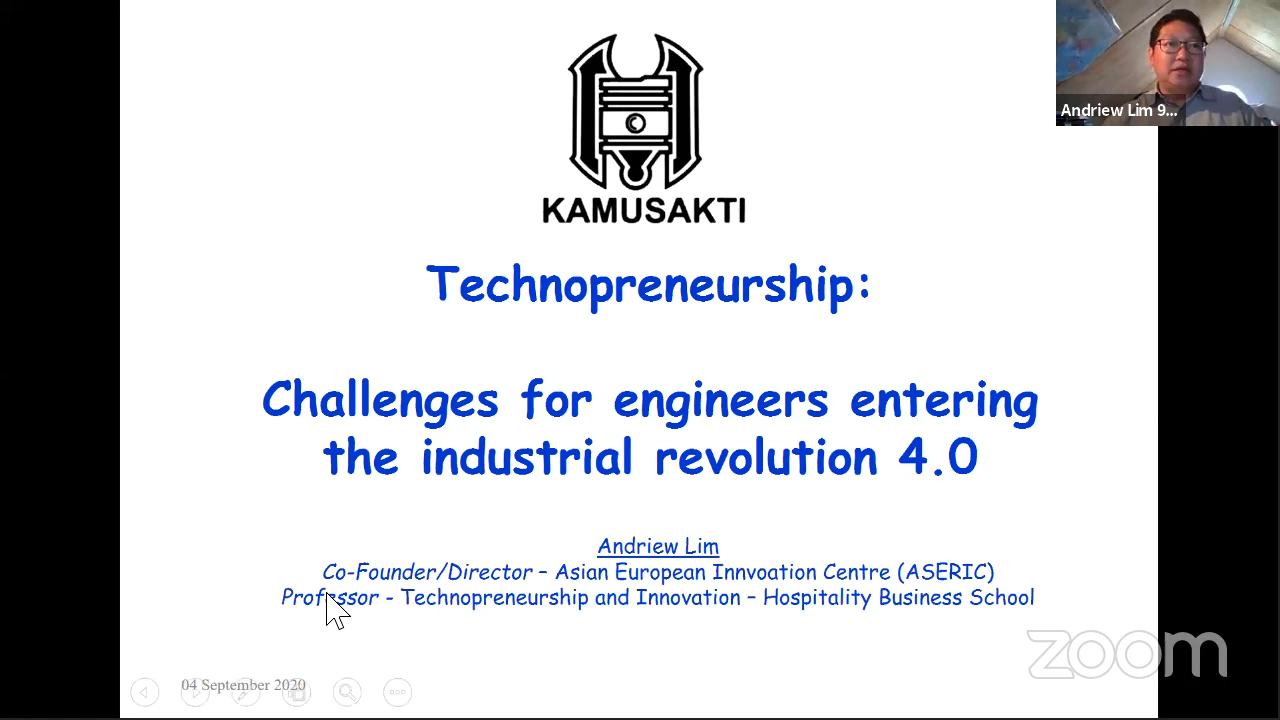 Andriew Lim 9...
KAMUSAKTI
Technopreneurship:
Challenges for engineers entering
the industrial revolution 4.0
Andriew Lim
Co-Founder/Director – Asian European Innvoation Centre (ASERIC)
Professor - Technopreneurship and Innovation – Hospitality Business School
zoom
04 September 2020